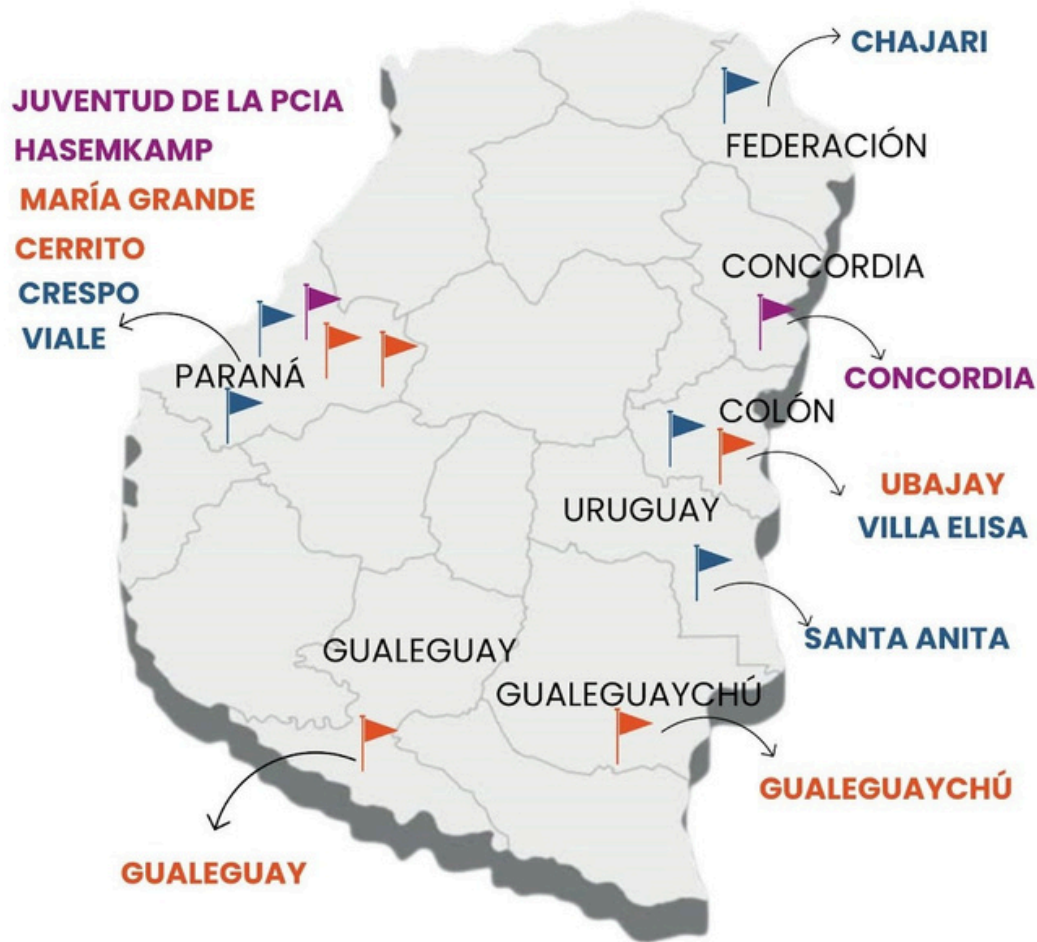 CHAJARI
JUVENTUD DE LA PCIA
HASEMKAMP
MARÍA GRANDE
CERRITO
CRESPO
VIALE
FEDERACIÓN
CONCORDIA
CONCORDIA
PARANÁ
COLÓN
UBAJAY
VILLA ELISA
URUGUAY
SANTA ANITA
GUALEGUAY
GUALEGUAYCHÚ
GUALEGUAYCHÚ
GUALEGUAY